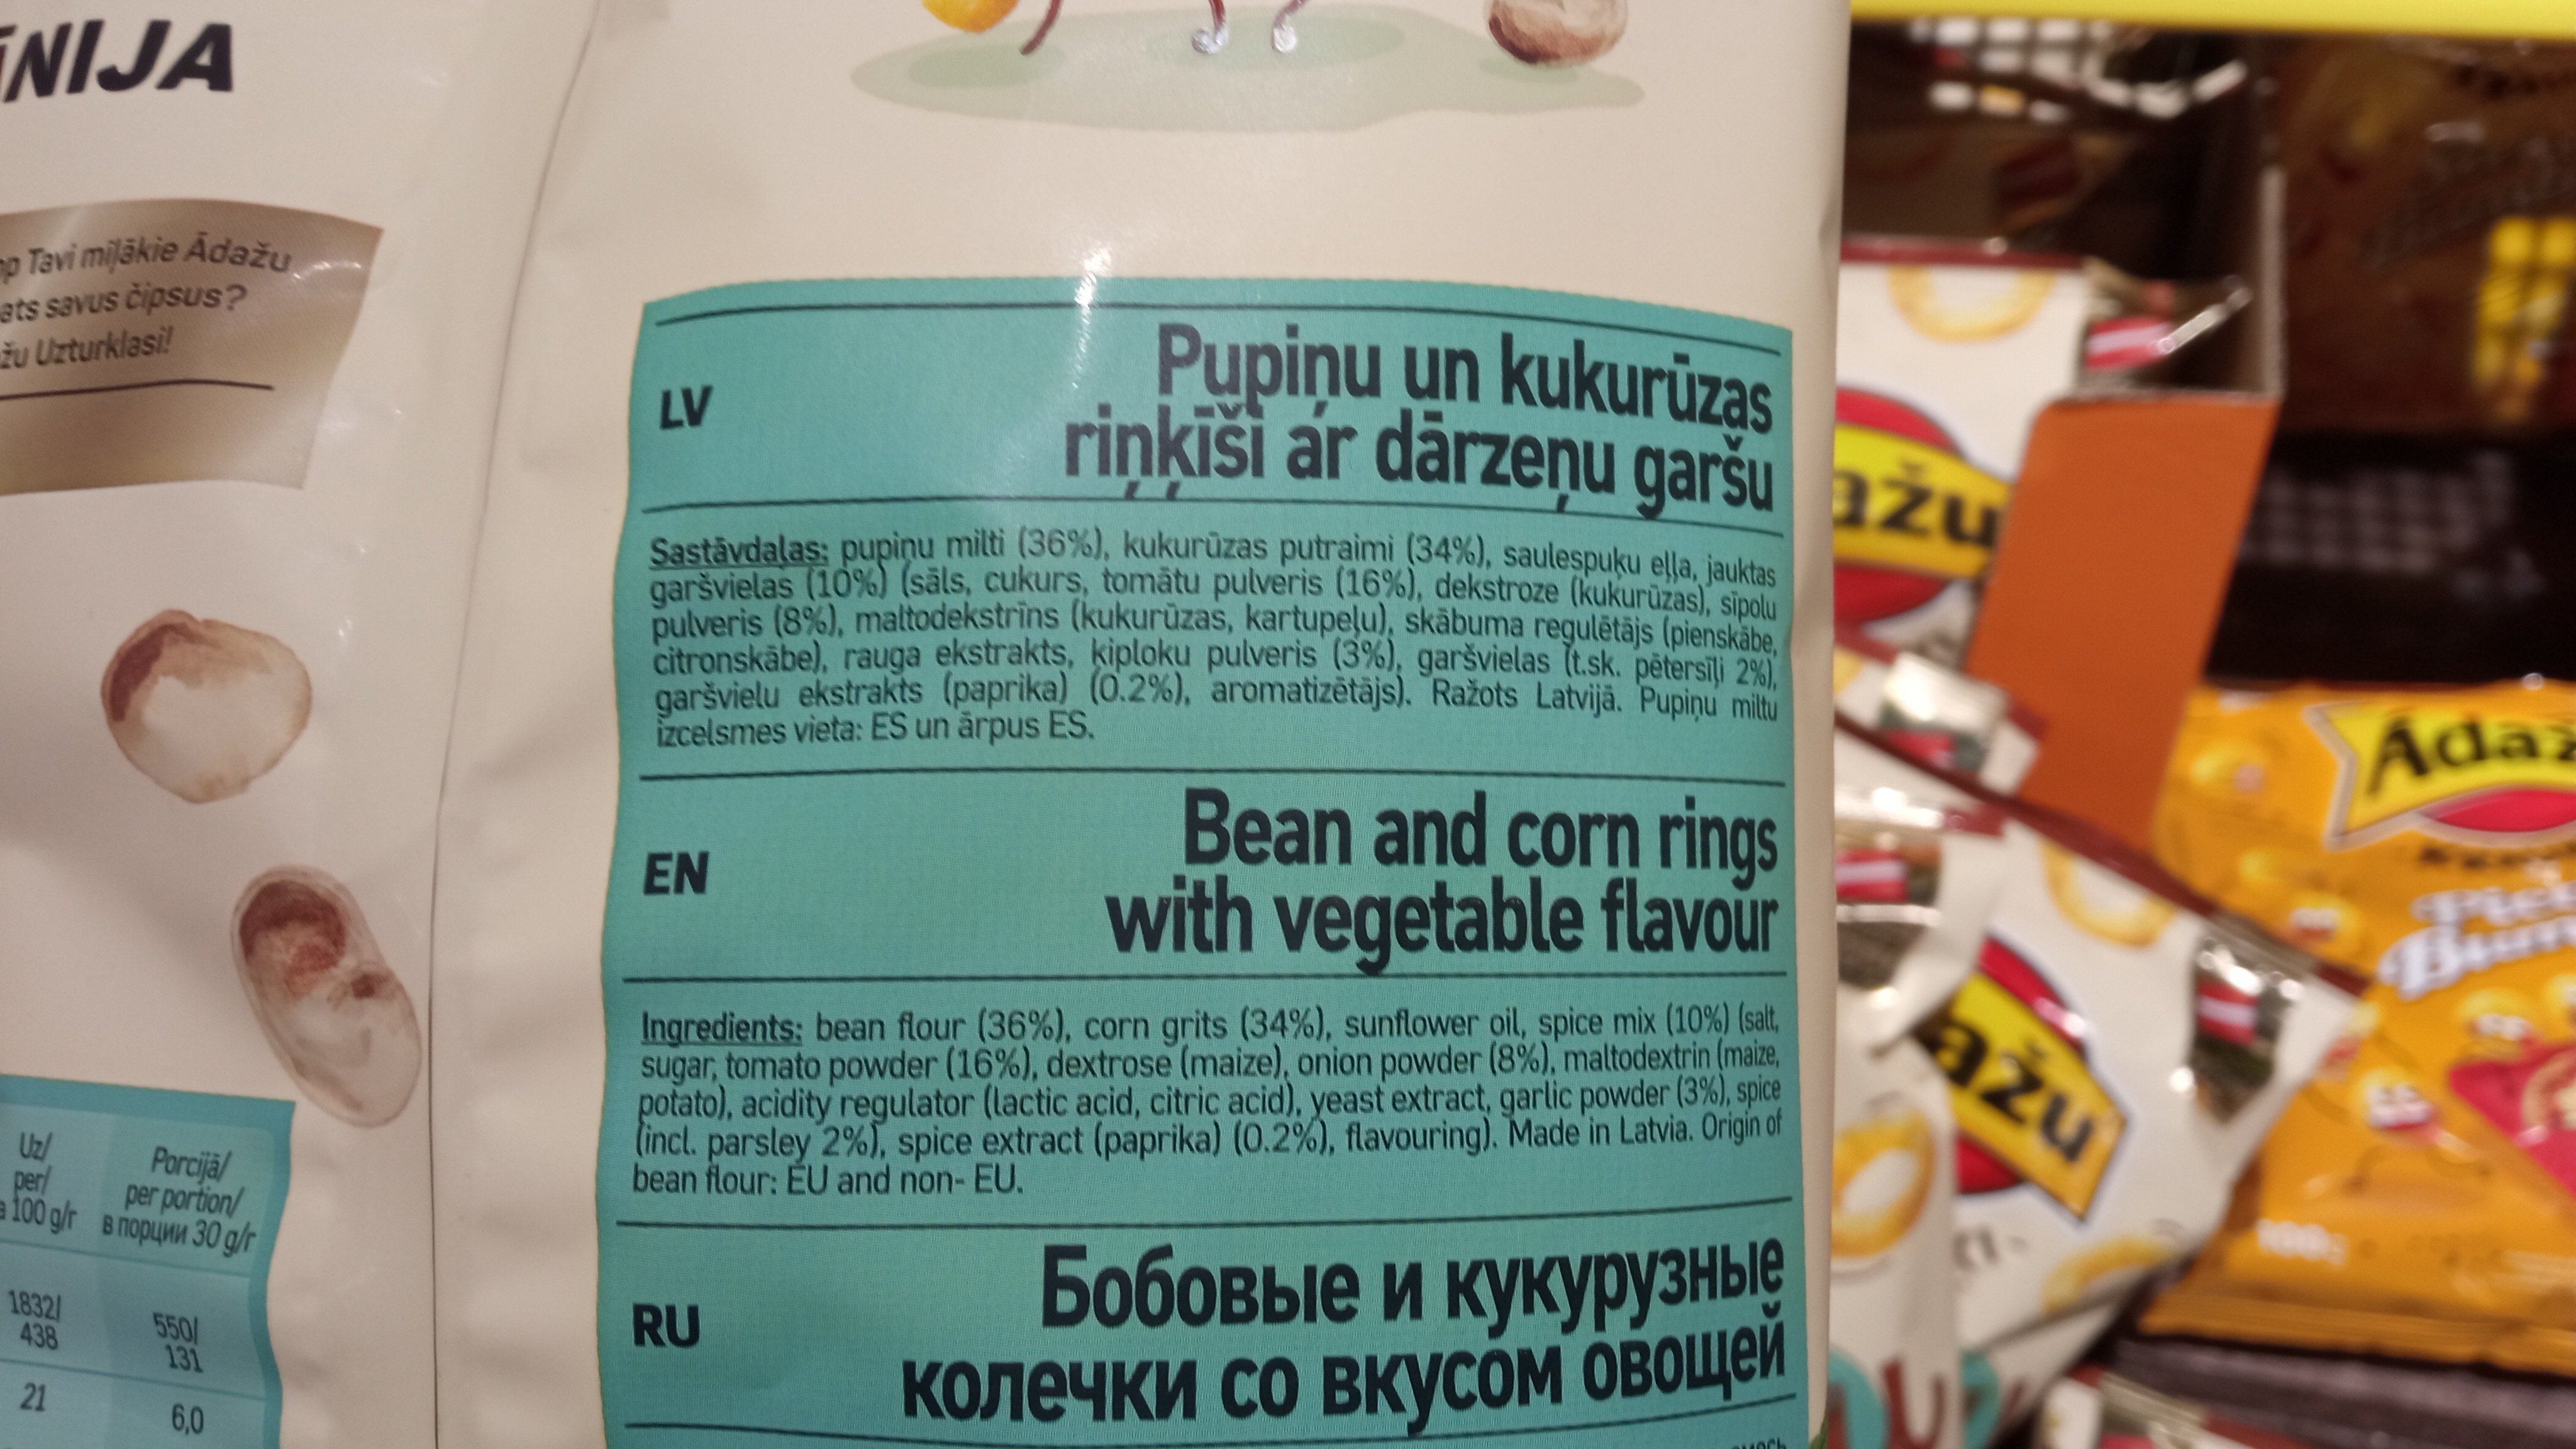 NIJA
Tavi miļākie Ādažu
savus čipsus?
Uzturklasi!
Uz/
per/
100 g/r
Porcijā/
per portion/
в порции 30 g/r
1832/
438
550/
131
21
6,0
LV
Pupiņu un kukurūzas
riņķīši ar dārzeņu garšu
Sastāvdaļas: pupiņu milti (36%), kukurūzas putraimi (34%), saulespuķu eļļa, jauktas
garšvielas (10%) (sāls, cukurs, tomātu pulveris (16%), dekstroze (kukurūzas), sīpolu
pulveris (8%), maltodekstrīns (kukurūzas, kartupeļu), skābuma regulētājs (pienskābe,
citronskābe), rauga ekstrakts, ķiploku pulveris (3%), garšvielas (t.sk. pētersīļi 2%),
garšvielu ekstrakts (paprika) (0.2%), aromatizētājs). Ražots Latvijā. Pupiņu miltu
izcelsmes vieta: ES un ārpus ES.
EN
Bean and corn rings
with vegetable flavour
Ingredients: bean flour (36%), corn grits (34%), sunflower oil, spice mix (10%) (salt,
sugar, tomato powder (16%), dextrose (maize), onion powder (8%), maltodextrin (maize,
potato), acidity regulator (lactic acid, citric acid), yeast extract, garlic powder (3%), spice
(incl. parsley 2%), spice extract (paprika) (0.2%), flavouring). Made in Latvia. Origin of
bean flour: EU and non- EU.
RU
Бобовые и кукурузные
колечки со вкусом овощей
ažu
ažu
Ādaž